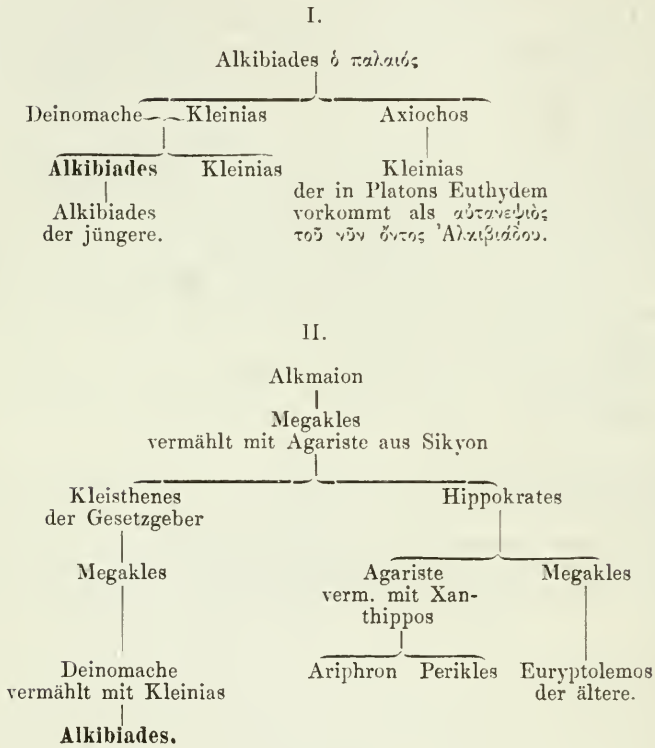 I.
Alkibiades ὁ παλαιός
Deinomache Kleinias Axiochos
Alkibiades Kleinias Kleinias
der in Platons Euthydem
Alkibiades vorkommt als αὐτανεψιὸς
der jüngere. τοῦ νῦν ὄντος Ἀλκιβιάδου.
II.
Alkmaion
Megakles
vermählt mit Agariste aus Sikyon
Kleisthenes Hippokrates
der Gesetzgeber
Megakles Agariste Megakles
verm. mit Xan-
thippos
Deinomache Ariphron Perikles Euryptolemos
vermählt mit Kleinias der ältere.
Alkibiades.